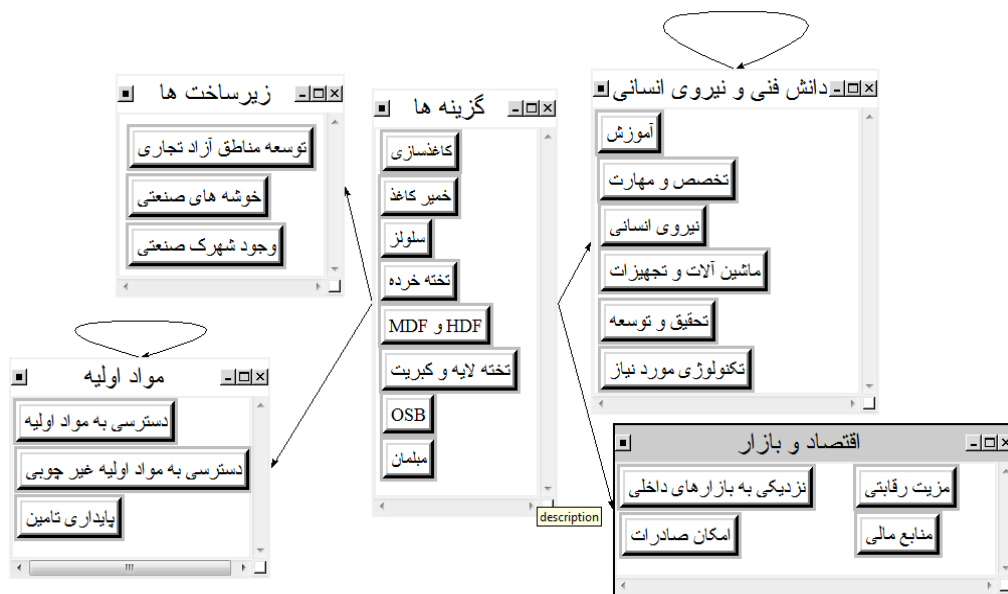 زیرساخت ها
توسعه مناطق آزاد تجاری
خوشه های صنعتی
وجود شهرک صنعتی
گزینه ها
کاغذسازی
خمیر کاغذ
سلولز
تخته خرده
MDF و HDF
تخته لایه و کبریت
OSB
مبلمان
دانش فنی و نیروی انسانی
آموزش
تخصص و مهارت
نیروی انسانی
ماشین آلات و تجهیزات
تحقیق و توسعه
تکنولوژی مورد نیاز
مواد اولیه
دسترسی به مواد اولیه
دسترسی به مواد اولیه غیر چوبی
پایداری تامین
اقتصاد و بازار
مزیت رقابتی
نزدیکی به بازارهای داخلی
منابع مالی
امکان صادرات
description